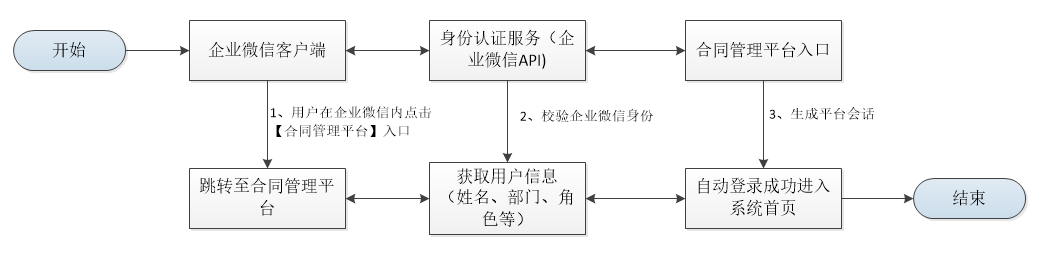 开始
企业微信客户端
身份认证服务（企
业微信API)
合同管理平台入口
1、用户在企业微信内点击
【合同管理平台】入口
2、校验企业微信身份
3、生成平台会话
跳转至合同管理平
台
获取用户信息
（姓名、部门、角
色等）
自动登录成功进入
系统首页
结束